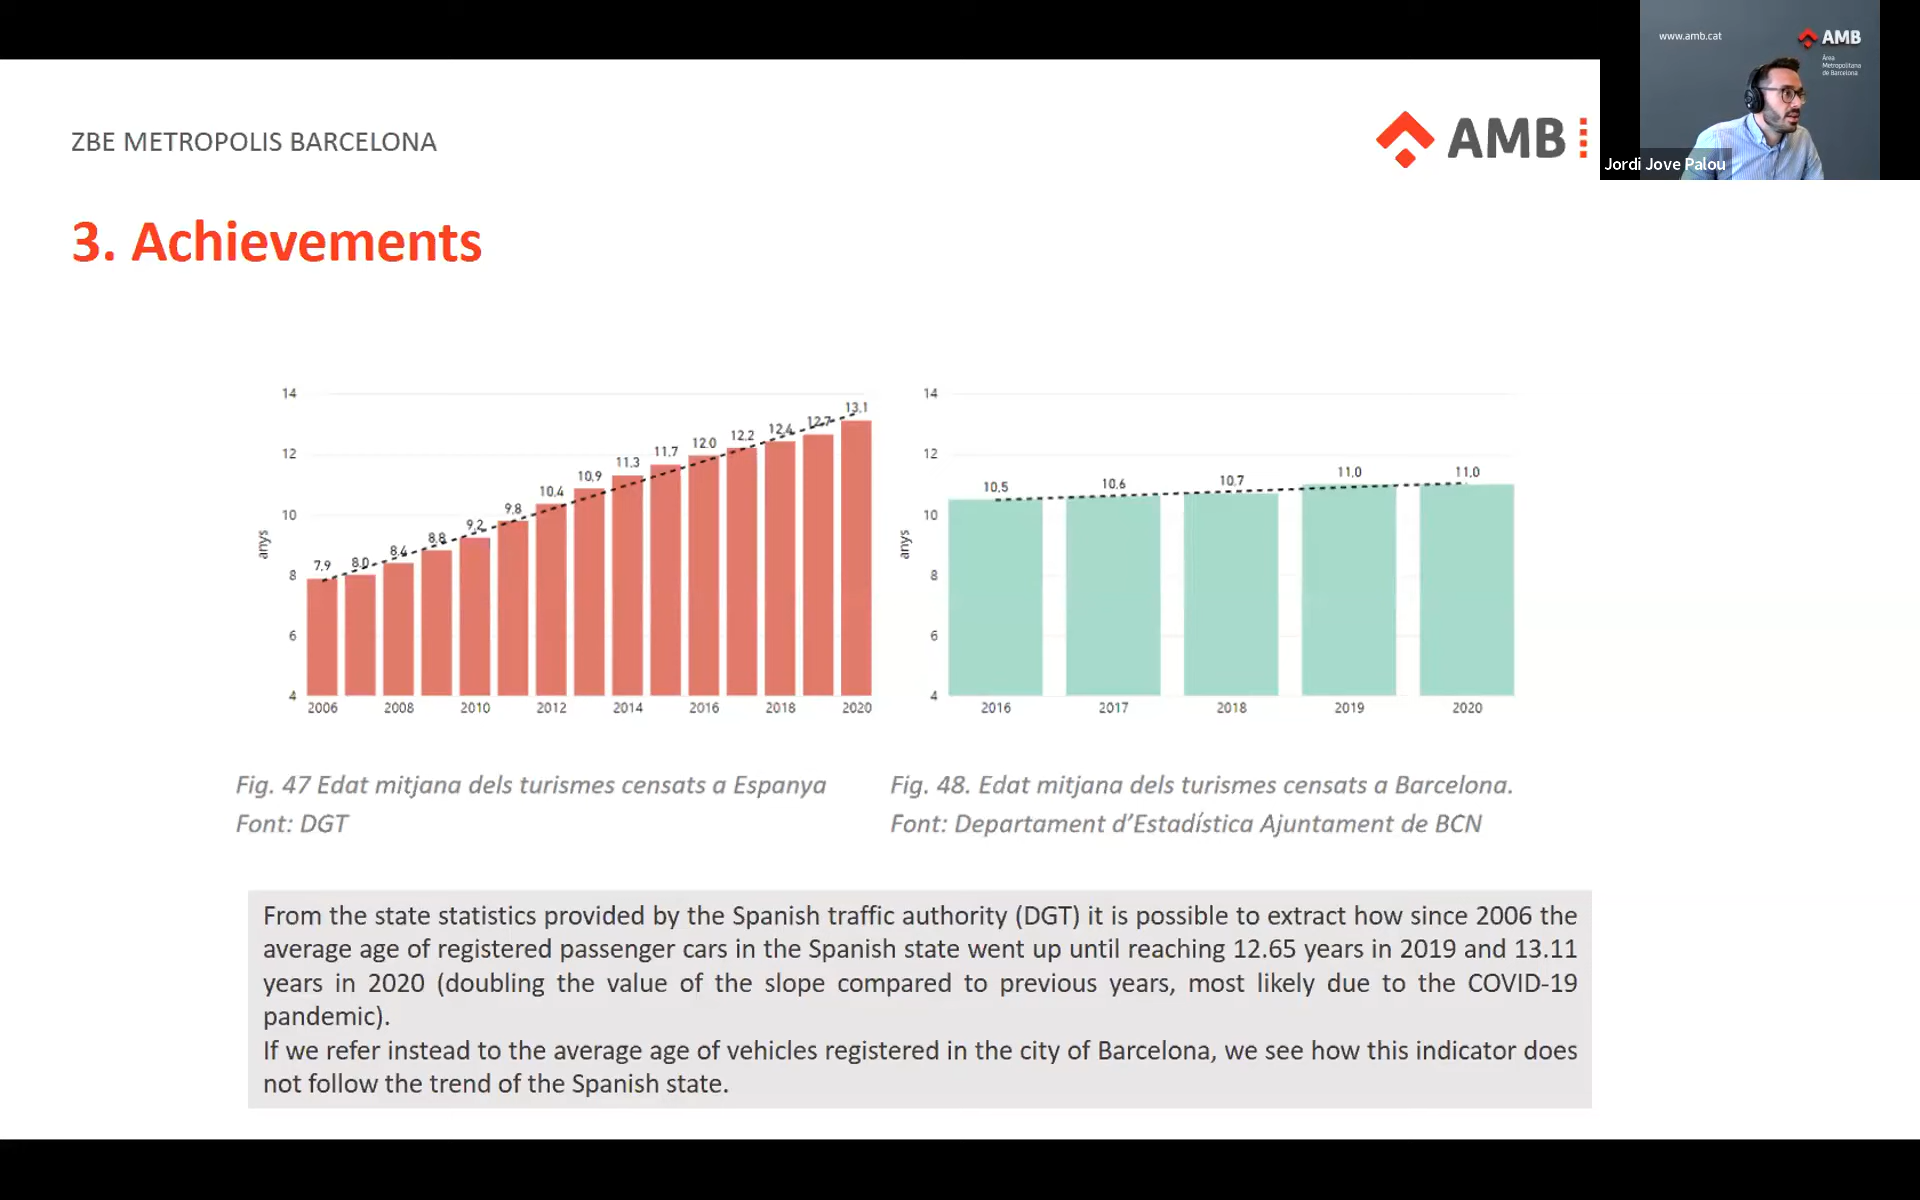 www.amb.cat
AMB
Àrea
Metropolitana
de Barcelona
Jordi Jove Palou
ZBE METROPOLIS BARCELONA
AMB
3. Achievements
14
12
10
8
6
4
anys
7.9
8.0
8.4
8.8
9.2
9.8
10.4
10.9
11.3
11.7
12.0
12.2
12.4
12.7
13.1
2006
2008
2010
2012
2014
2016
2018
2020
14
12
10
8
6
4
anys
10.5
10.6
10.7
11.0
11.0
2016
2017
2018
2019
2020
Fig. 47 Edat mitjana dels turismes censats a Espanya
Font: DGT
Fig. 48. Edat mitjana dels turismes censats a Barcelona.
Font: Departament d’Estadística Ajuntament de BCN
From the state statistics provided by the Spanish traffic authority (DGT) it is possible to extract how since 2006 the
average age of registered passenger cars in the Spanish state went up until reaching 12.65 years in 2019 and 13.11
years in 2020 (doubling the value of the slope compared to previous years, most likely due to the COVID-19
pandemic).
If we refer instead to the average age of vehicles registered in the city of Barcelona, we see how this indicator does
not follow the trend of the Spanish state.